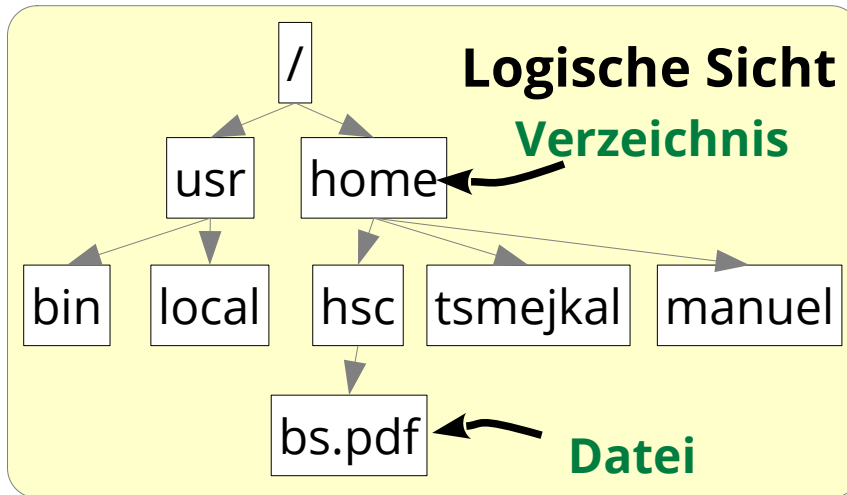 /
Logische Sicht
Verzeichnis
usr
home
bin
local
hsc
tsmejkal
manuel
bs.pdf
Datei